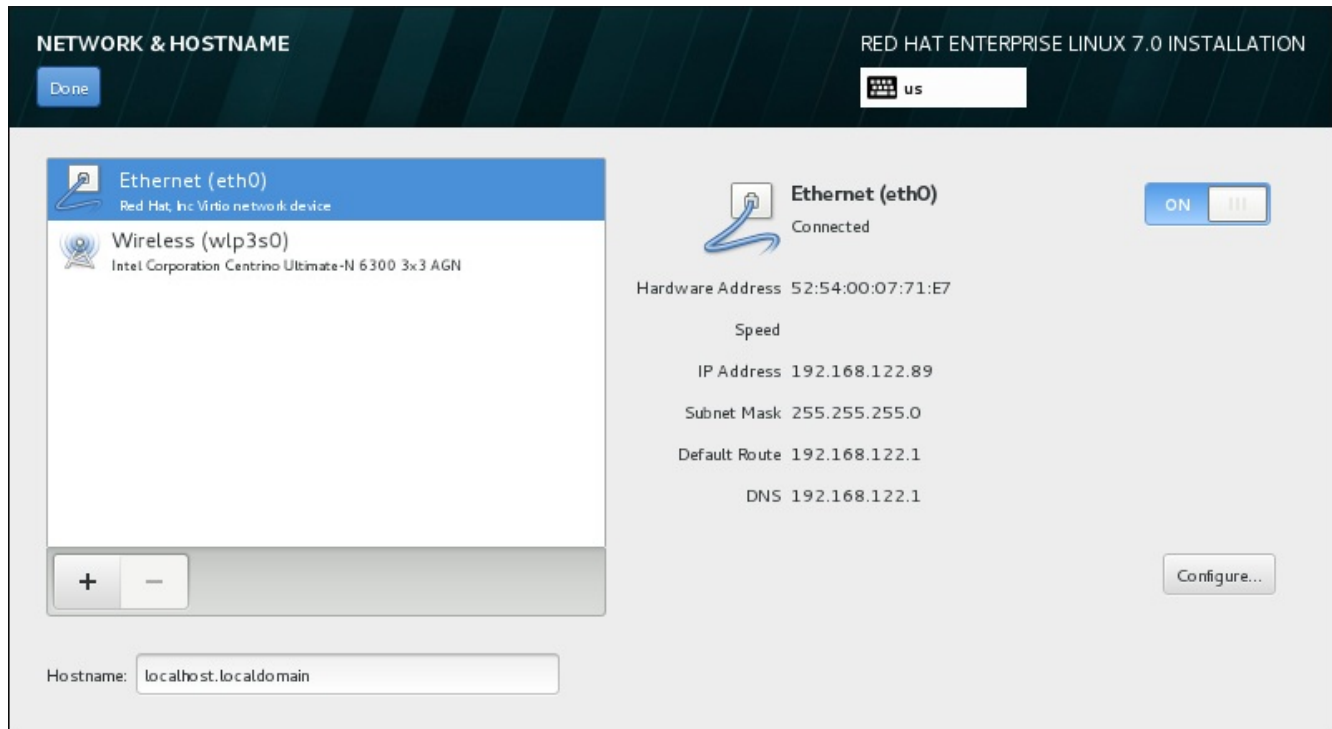 NETWORK & HOSTNAME
RED HAT ENTERPRISE LINUX 7.0 INSTALLATION
Done
us
Ethernet (eth0)
Red Hat, Inc Virtio network device
Wireless (wlp3s0)
Intel Corporation Centrino Ultimate-N 6300 3x3 AGN
Ethernet (eth0)
Connected
ON
Hardware Address 52:54:00:07:71:E7
Speed
IP Address 192.168.122.89
Subnet Mask 255.255.255.0
Default Route 192.168.122.1
DNS 192.168.122.1
+ −
Configure...
Hostname: localhost.localdomain